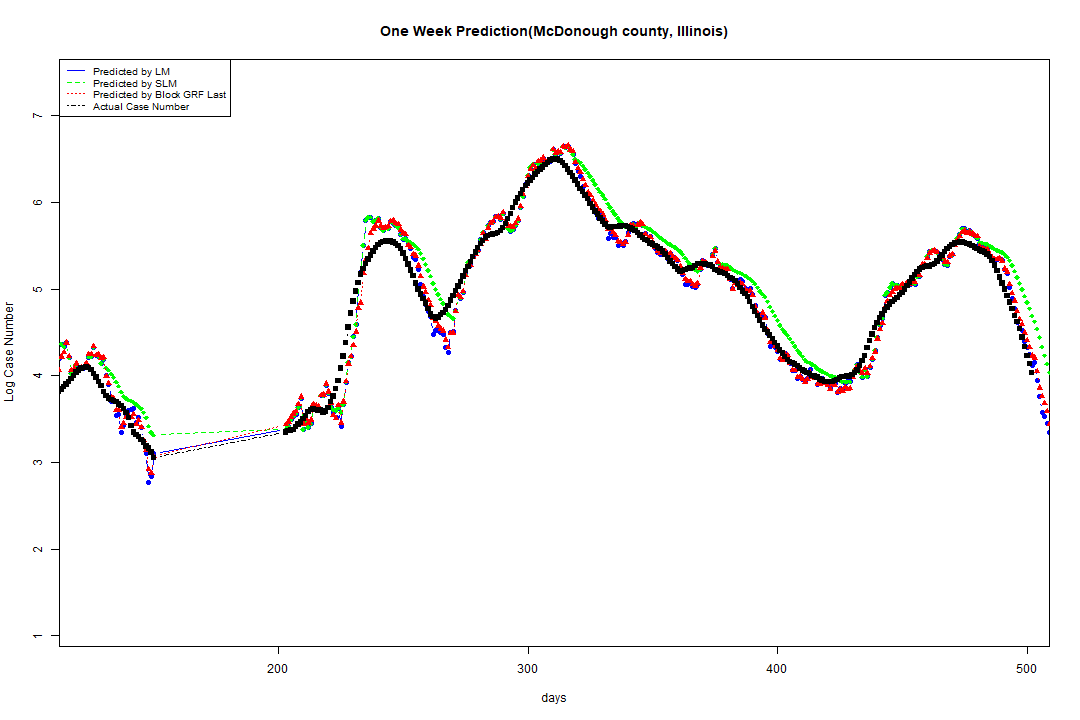 One Week Prediction(McDonough county, Illinois)
Predicted by LM
Predicted by SLM
Predicted by Block GRF Last
Actual Case Number
7
6
5
4
3
2
1
Log Case Number
200 300 400 500
days